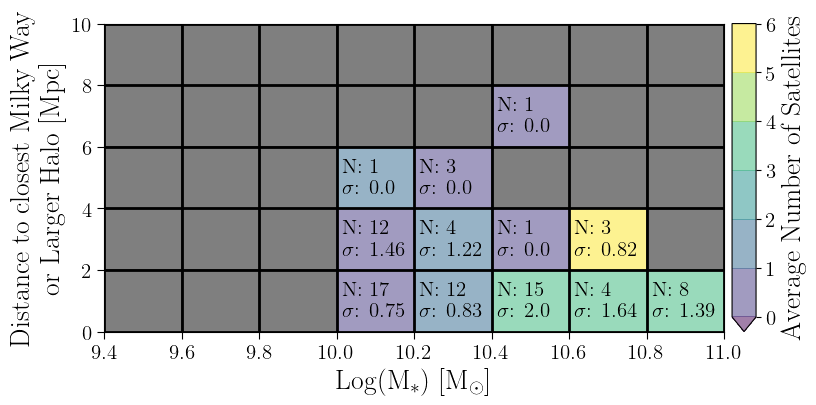 Distance to closest Milky Way
or Larger Halo [Mpc]
10
8
6
4
2
0
N: 1
σ: 0.0
N: 1
σ: 0.0
N: 3
σ: 0.0
N: 12
σ: 1.46
N: 4
σ: 1.22
N: 1
σ: 0.0
N: 3
σ: 0.82
N: 17
σ: 0.75
N: 12
σ: 0.83
N: 15
σ: 2.0
N: 4
σ: 1.64
N: 8
σ: 1.39
9.4 9.6 9.8 10.0 10.2 10.4 10.6 10.8 11.0
Log(M∗) [M⊙]
6
5
4
3
2
1
0
Average Number of Satellites